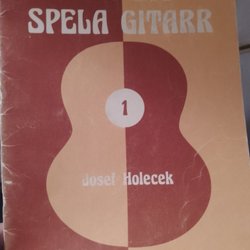 SPELA GITARR
1
Josef Holecek